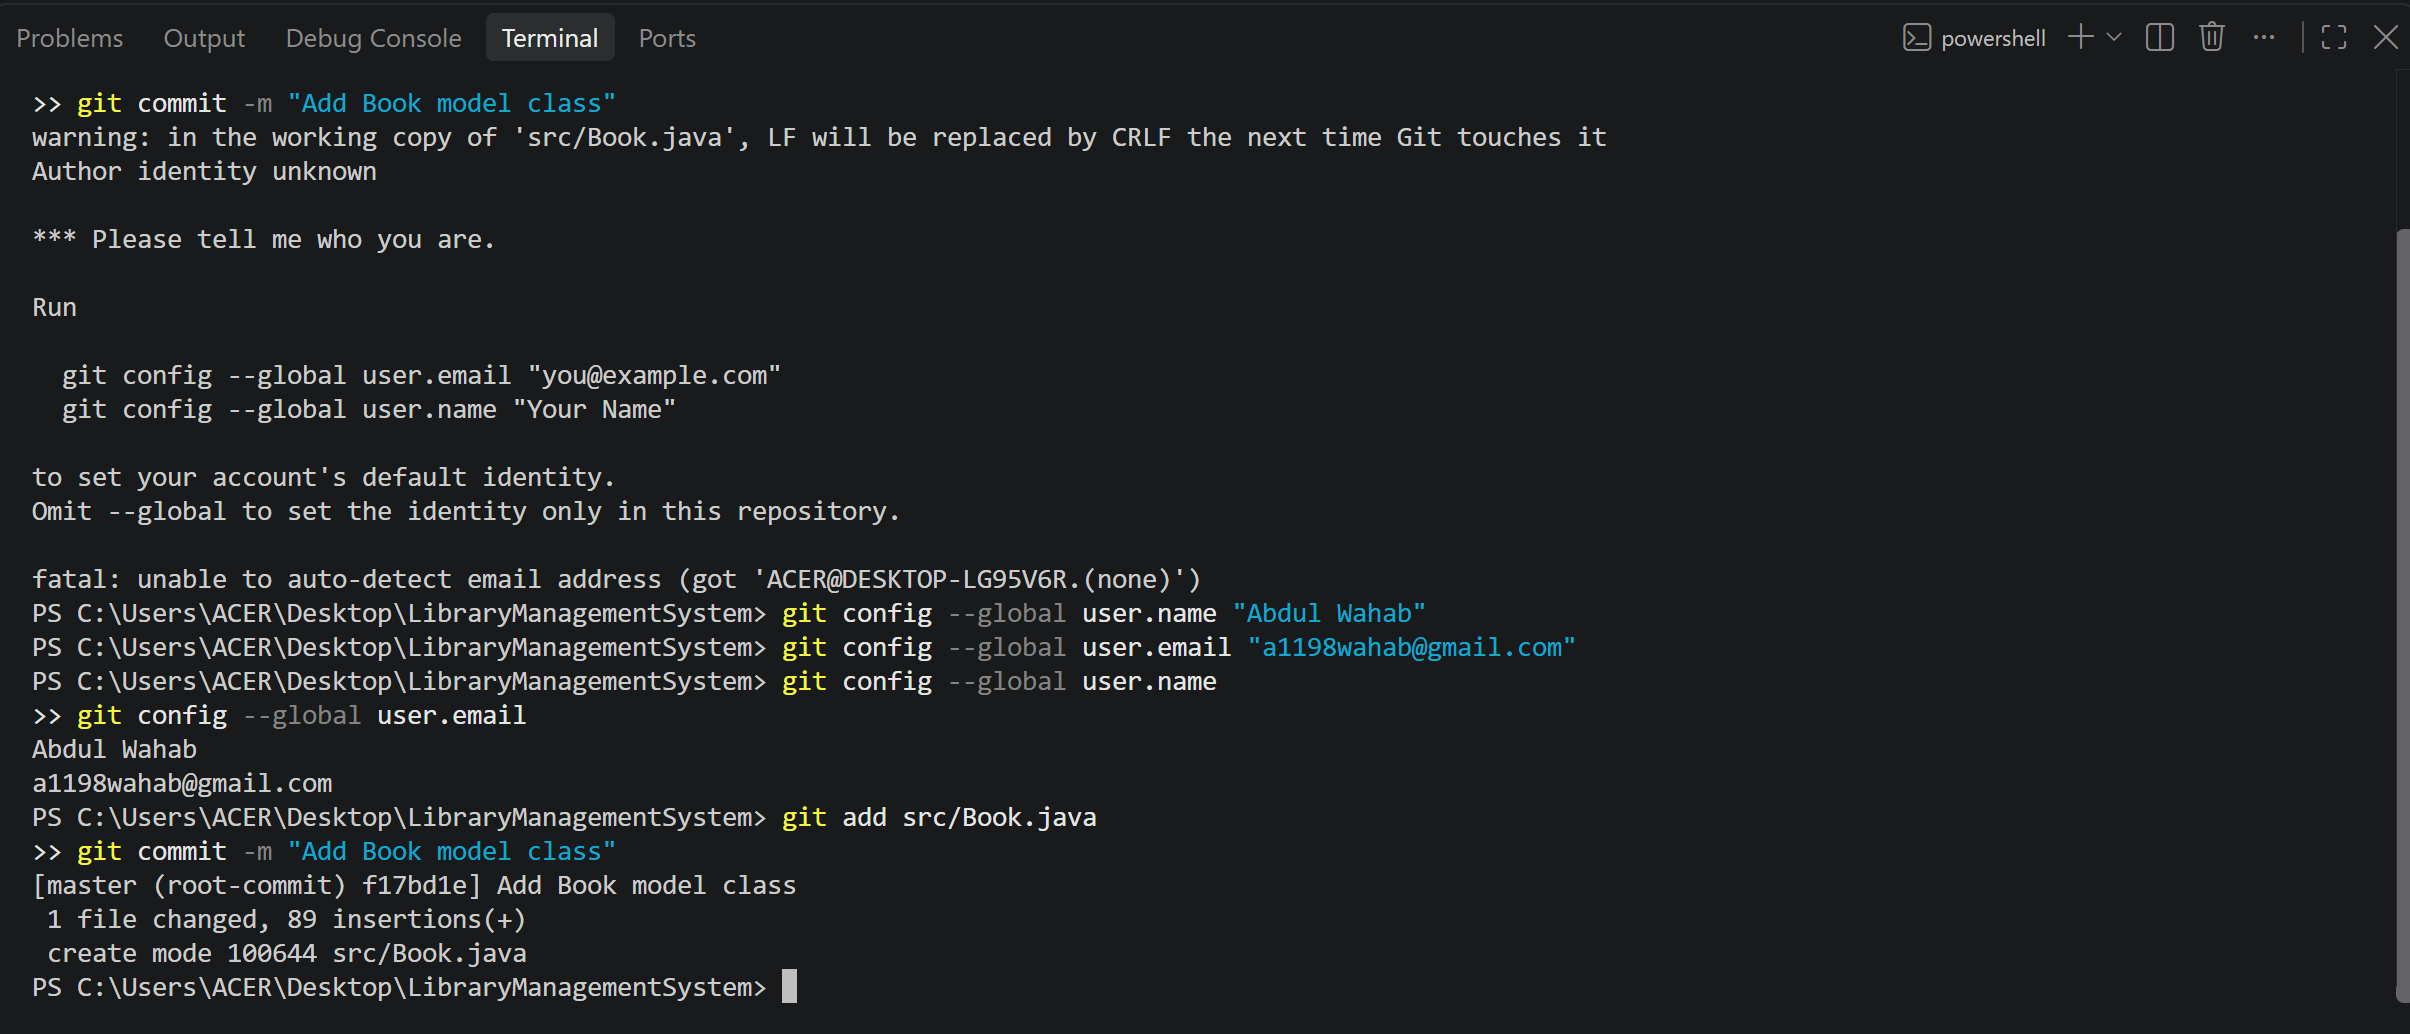 Problems Output Debug Console Terminal Ports powershell
>> git commit -m "Add Book model class"
warning: in the working copy of 'src/Book.java', LF will be replaced by CRLF the next time Git touches it
Author identity unknown
*** Please tell me who you are.
Run
git config --global user.email "you@example.com"
git config --global user.name "Your Name"
to set your account's default identity.
Omit --global to set the identity only in this repository.
fatal: unable to auto-detect email address (got 'ACER@DESKTOP-LG95V6R.(none)')
PS C:\Users\ACER\Desktop\LibraryManagementSystem> git config --global user.name "Abdul Wahab"
PS C:\Users\ACER\Desktop\LibraryManagementSystem> git config --global user.email "a1198wahab@gmail.com"
PS C:\Users\ACER\Desktop\LibraryManagementSystem> git config --global user.name
>> git config --global user.email
Abdul Wahab
a1198wahab@gmail.com
PS C:\Users\ACER\Desktop\LibraryManagementSystem> git add src/Book.java
>> git commit -m "Add Book model class"
[master (root-commit) f17bd1e] Add Book model class
1 file changed, 89 insertions(+)
create mode 100644 src/Book.java
PS C:\Users\ACER\Desktop\LibraryManagementSystem>